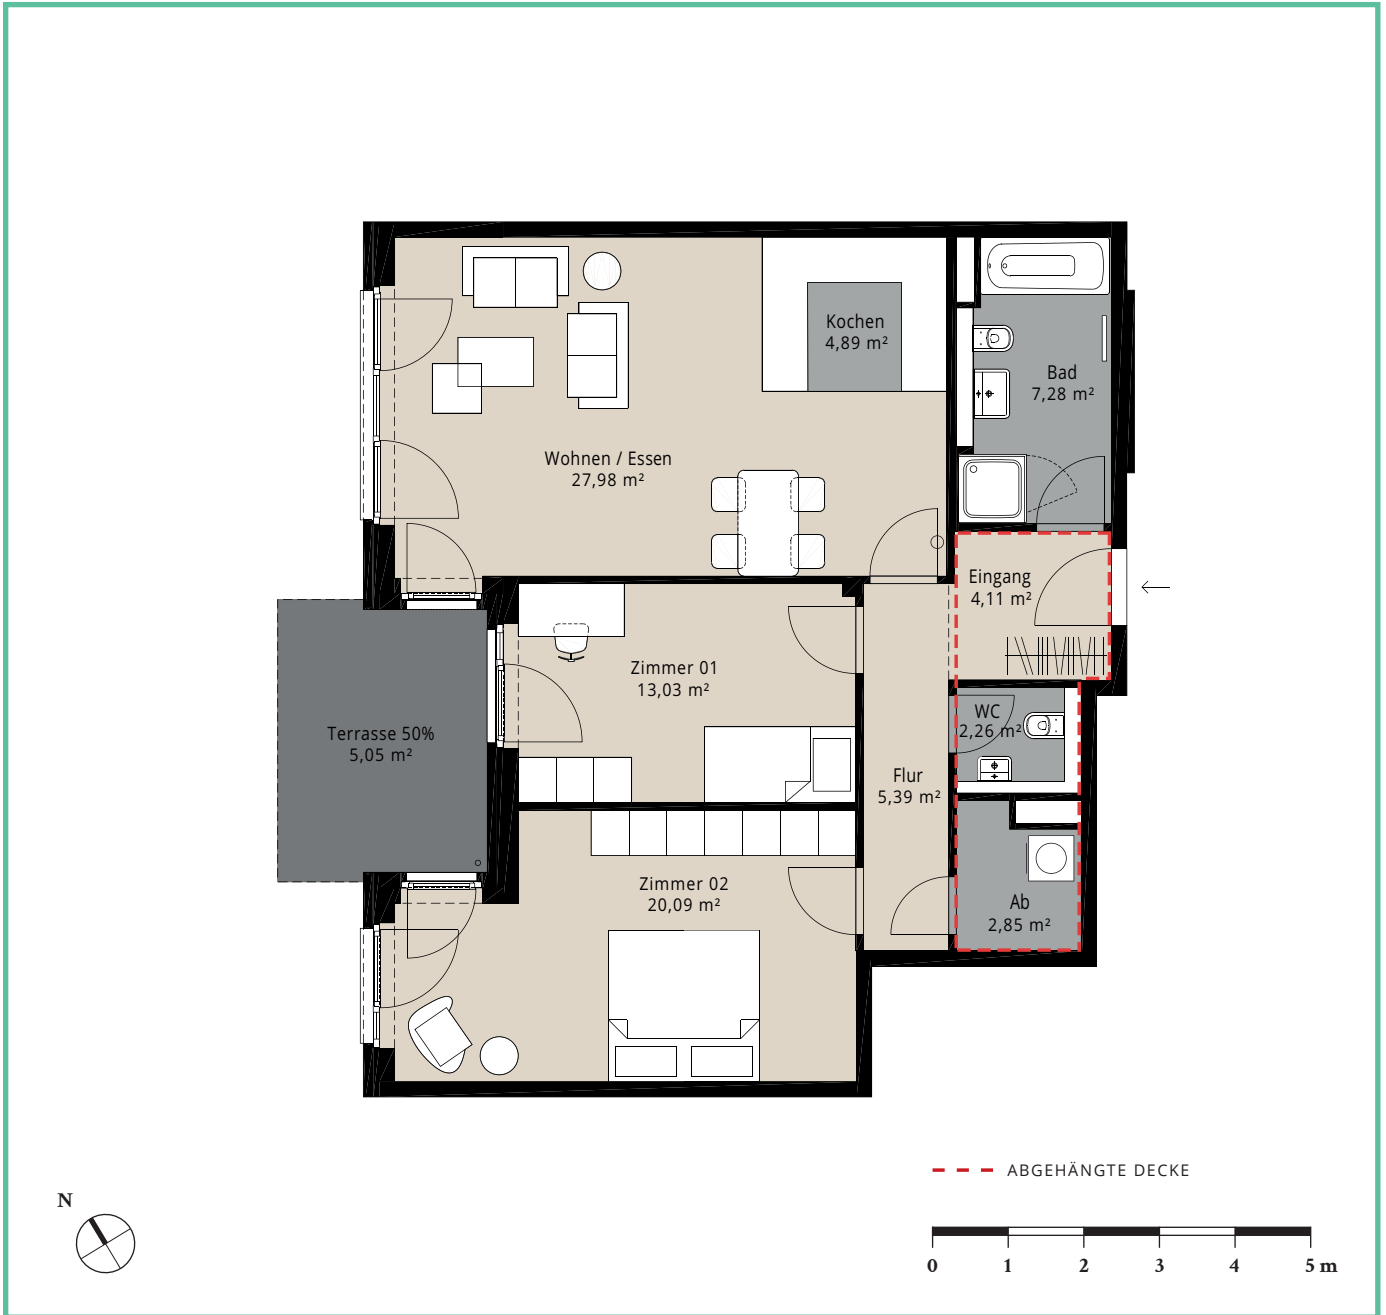 Kochen
4,89 m²
Bad
7,28 m²
Wohnen / Essen
27,98 m²
Eingang
4,11 m²
Zimmer 01
13,03 m²
WC
2,26 m²
Terrasse 50%
5,05 m²
Flur
5,39 m²
Zimmer 02
20,09 m²
Ab
2,85 m²
ABGEHÄNGTE DECKE
N
0 1 2 3 4 5 m